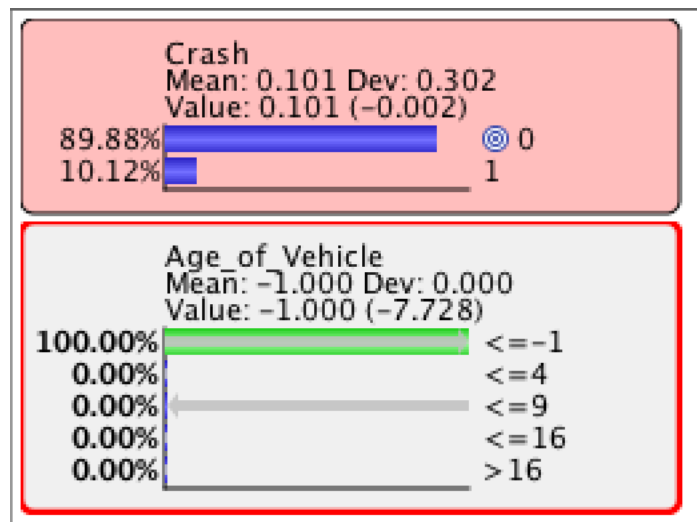 Crash
Mean: 0.101 Dev: 0.302
Value: 0.101 (−0.002)
89.88% 0
10.12% 1
Age_of_Vehicle
Mean: −1.000 Dev: 0.000
Value: −1.000 (−7.728)
100.00% <=−1
0.00% <=4
0.00% <=9
0.00% <=16
0.00% >16